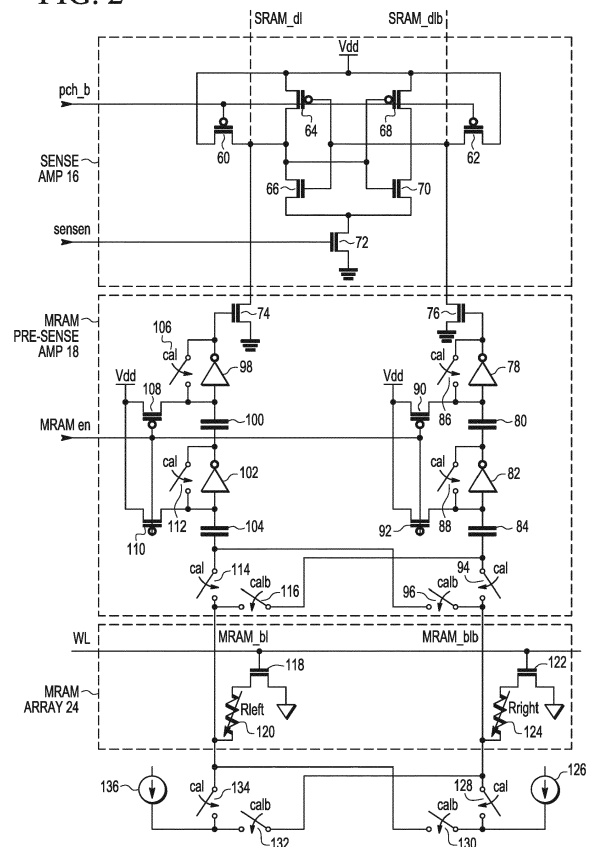 FIG. 2
SRAM_dl SRAM_dlb
Vdd
pch_b
64 68
60 62
SENSE
AMP 16
66 70
sensen
72
MRAM
PRE-SENSE
AMP 18
74 76
106
cal 98 cal 78
Vdd 108 Vdd 90
86
100 80
MRAM en
cal 102 cal 82
112 88
110 104 92 84
cal 114 calb 116 calb 96 94 cal
WL MRAM_bl MRAM_blb
118 122
MRAM
ARRAY 24
Rleft Rright
120 124
136 cal 134 128 cal 126
calb calb
132 130